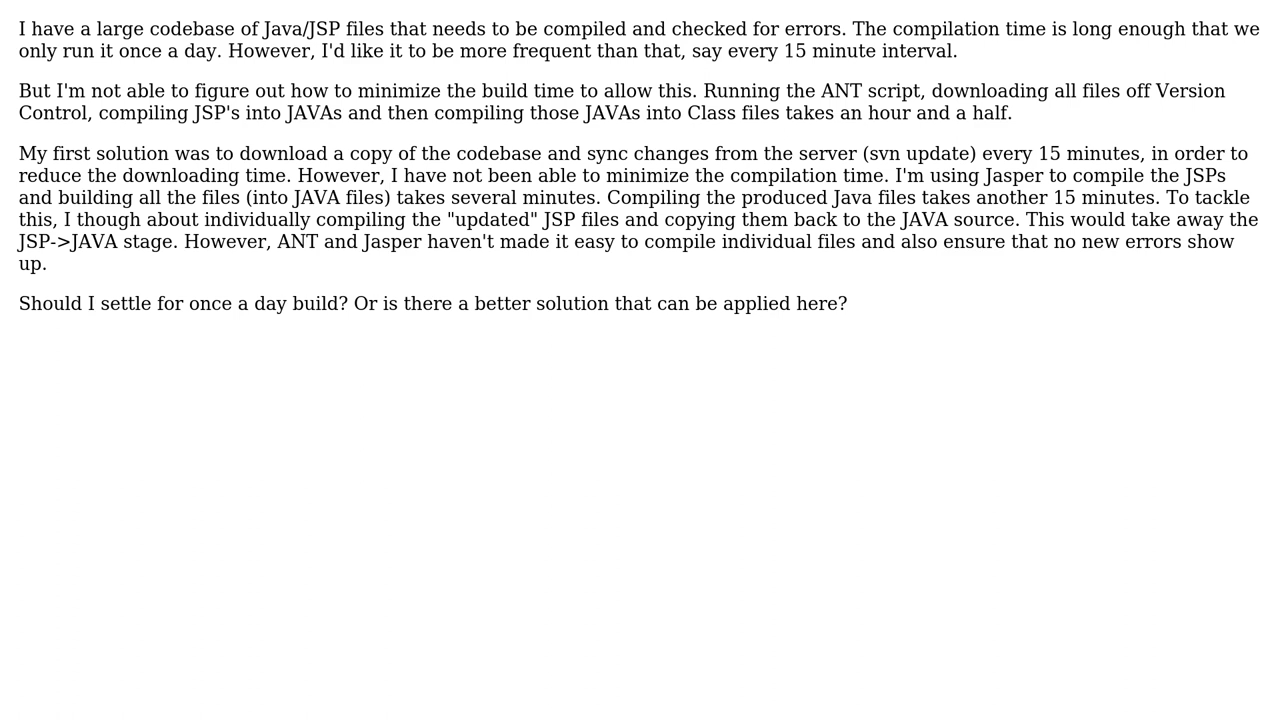 I have a large codebase of Java/JSP files that needs to be compiled and checked for errors. The compilation time is long enough that we
only run it once a day. However, I'd like it to be more frequent than that, say every 15 minute interval.
But I'm not able to figure out how to minimize the build time to allow this. Running the ANT script, downloading all files off Version
Control, compiling JSP's into JAVAs and then compiling those JAVAs into Class files takes an hour and a half.
My first solution was to download a copy of the codebase and sync changes from the server (svn update) every 15 minutes, in order to
reduce the downloading time. However, I have not been able to minimize the compilation time. I'm using Jasper to compile the JSPs
and building all the files (into JAVA files) takes several minutes. Compiling the produced Java files takes another 15 minutes. To tackle
this, I though about individually compiling the "updated" JSP files and copying them back to the JAVA source. This would take away the
JSP->JAVA stage. However, ANT and Jasper haven't made it easy to compile individual files and also ensure that no new errors show
up.
Should I settle for once a day build? Or is there a better solution that can be applied here?